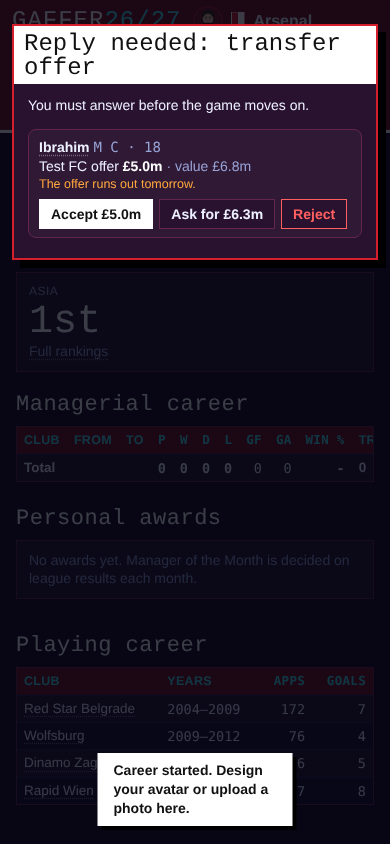 GAFFER26/27 Arsenal
Reply needed: transfer
offer
You must answer before the game moves on.
Ibrahim M C · 18
Test FC offer £5.0m · value £6.8m
The offer runs out tomorrow.
Accept £5.0m Ask for £6.3m Reject
ASIA
1st
Full rankings
Managerial career
CLUB FROM TO P W D L GF GA WIN % TR
Total 0 0 0 0 0 0 - 0
Personal awards
No awards yet. Manager of the Month is decided on
league results each month.
Playing career
CLUB YEARS APPS GOALS
Red Star Belgrade 2004–2009 172 7
Wolfsburg 2009–2012 76 4
Dinamo Zag 6 5
Rapid Wien 7 8
Career started. Design
your avatar or upload a
photo here.